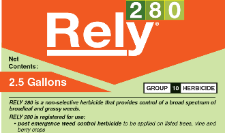 280
Rely®
Net
Contents:
2.5 Gallons
GROUP 10 HERBICIDE
RELY 280 is a non-selective herbicide that provides control of a broad spectrum of
broadleaf and grassy weeds.
RELY 280 is registered for use:
• post emergence weed control herbicide to be applied on listed trees, vine and
berry crops